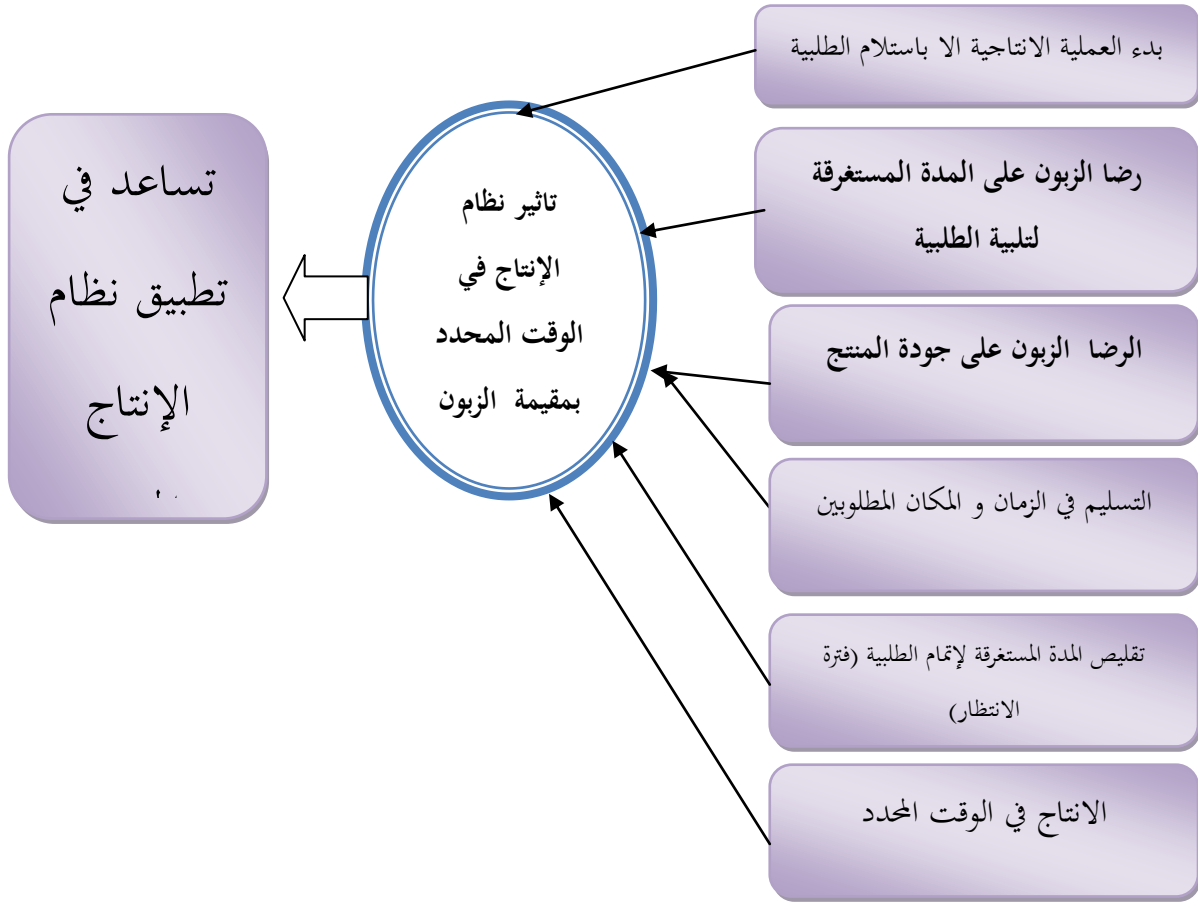 بدء العملية الانتاجية الا باستلام الطلبية
رضا الزبون على المدة المستغرقة
لتلبية الطلبية
الرضا الزبون على جودة المنتج
التسليم في الزمان و المكان المطلوبين
تقليص المدة المستغرقة لإتمام الطلبية (فترة
الانتظار)
الانتاج في الوقت المحدد
تاثير نظام
الإنتاج في
الوقت المحدد
بمقيمة الزبون
تساعد في
تطبيق نظام
الإنتاج